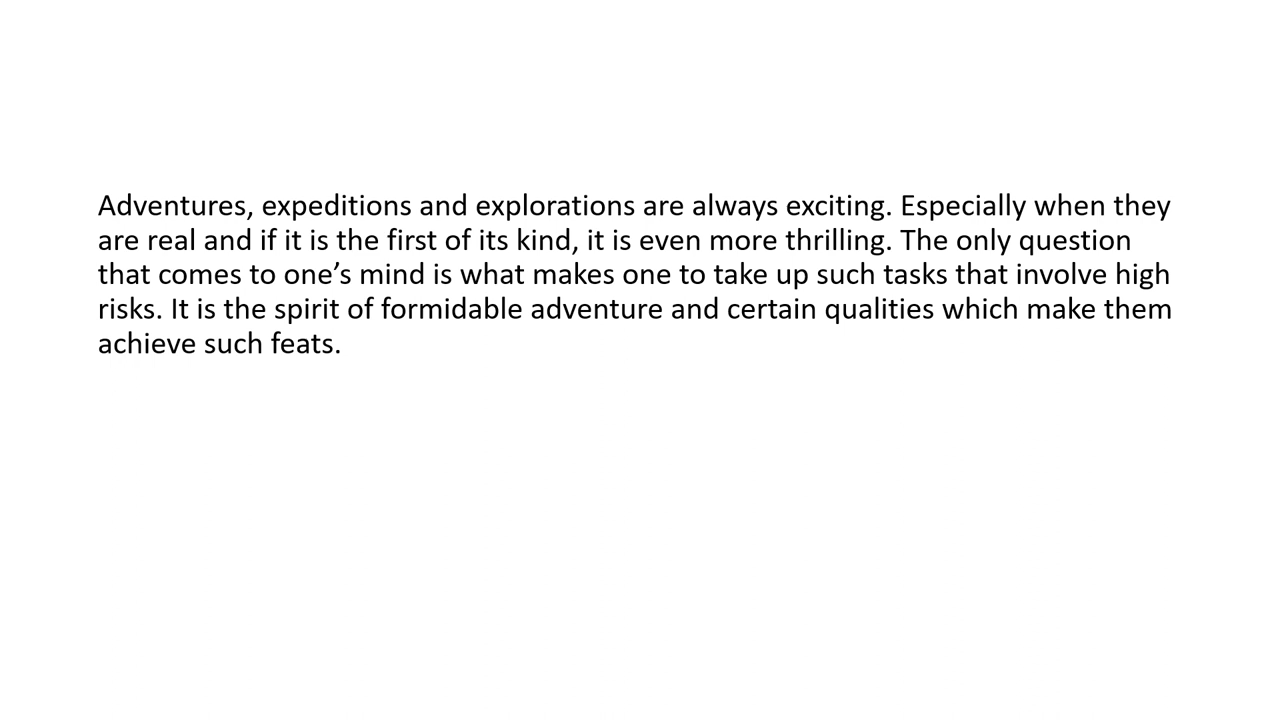 Adventures, expeditions and explorations are always exciting. Especially when they
are real and if it is the first of its kind, it is even more thrilling. The only question
that comes to one’s mind is what makes one to take up such tasks that involve high
risks. It is the spirit of formidable adventure and certain qualities which make them
achieve such feats.